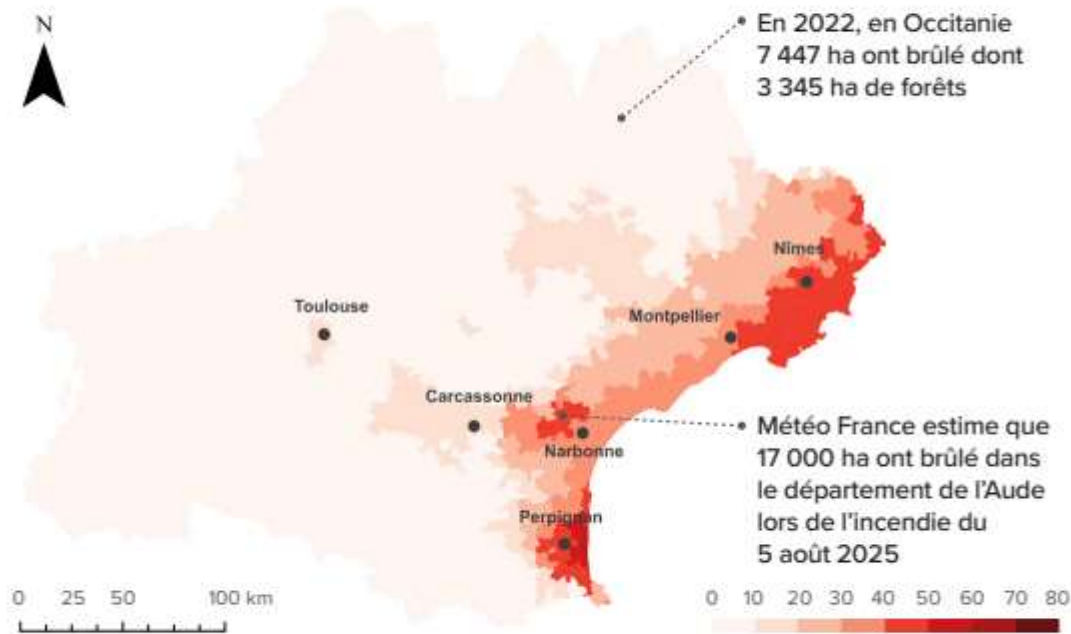 N
En 2022, en Occitanie
7 447 ha ont brûlé dont
3 345 ha de forêts
Nîmes
Toulouse
Montpellier
Carcassonne
Narbonne
Météo France estime que
17 000 ha ont brûlé dans
le département de l'Aude
lors de l'incendie du
5 août 2025
Perpignan
0 25 50 100 km
0 10 20 30 40 50 60 70 80